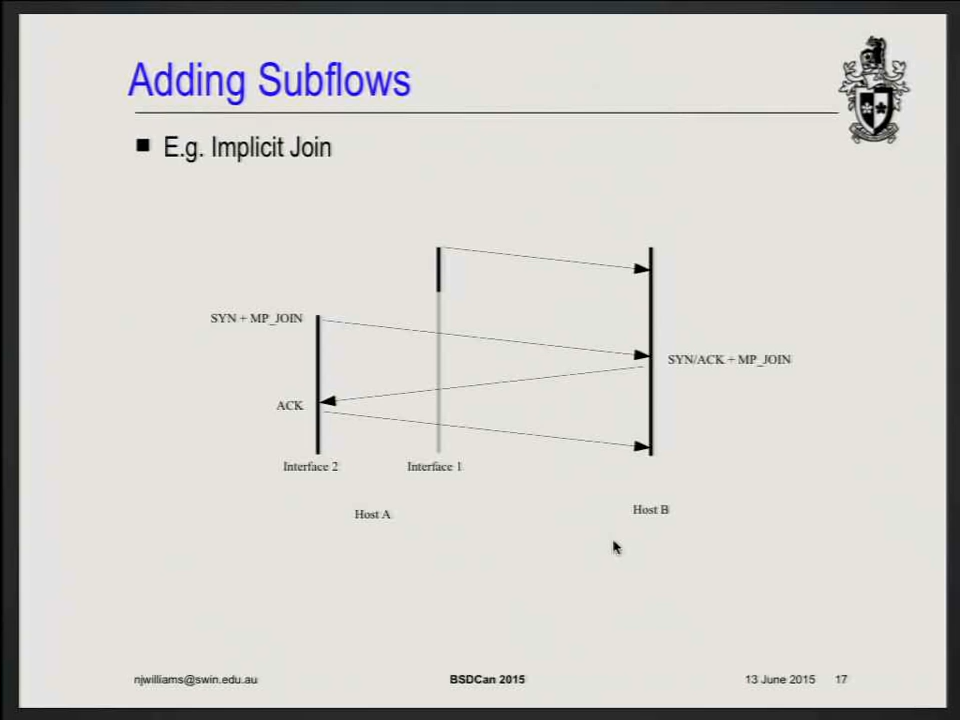 Adding Subflows
E.g. Implicit Join
SYN + MP_JOIN
SYN/ACK + MP_JOIN
ACK
Interface 2
Interface 1
Host A
Host B
njwilliams@swin.edu.au
BSDCan 2015
13 June 2015
17